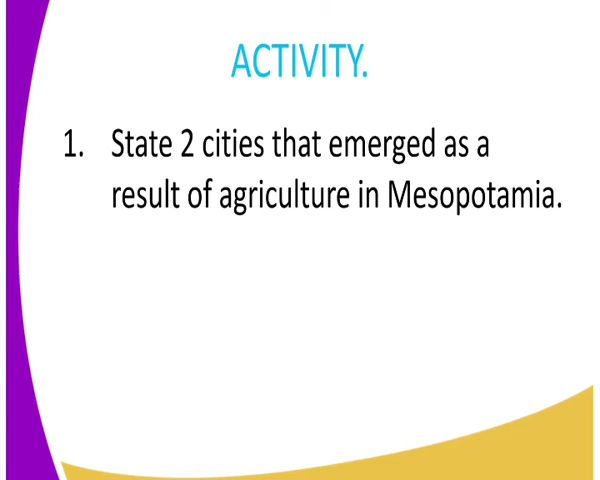 ACTIVITY.
1. State 2 cities that emerged as a
result of agriculture in Mesopotamia.